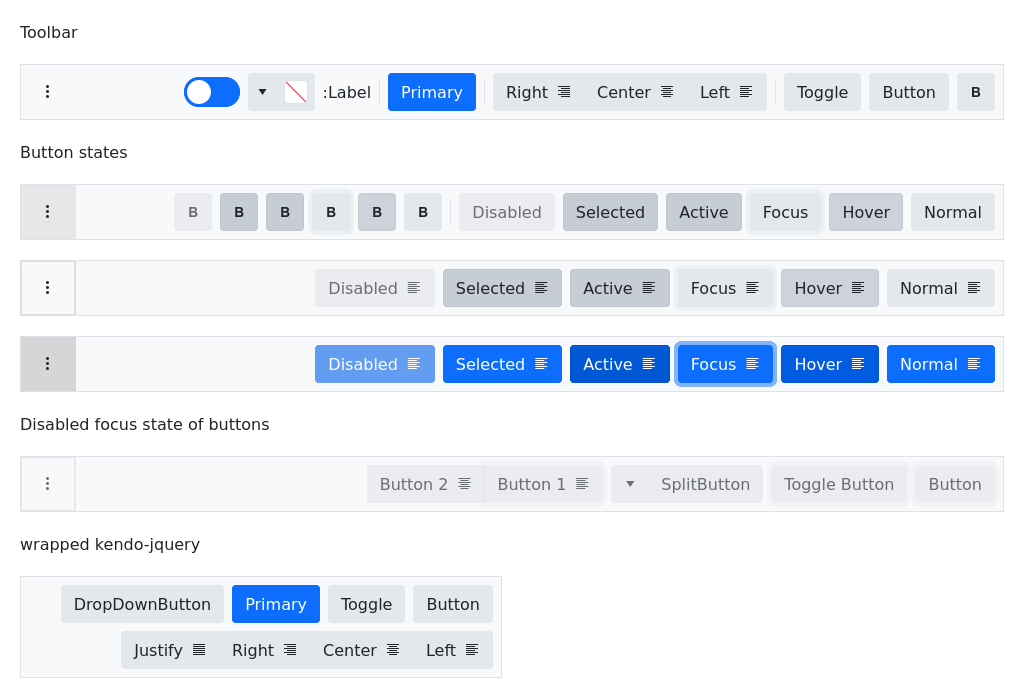 Toolbar
:Label Primary Right Center Left Toggle Button B
Button states
B B B B B B Disabled Selected Active Focus Hover Normal
Disabled Selected Active Focus Hover Normal
Disabled Selected Active Focus Hover Normal
Disabled focus state of buttons
Button 2 Button 1 SplitButton Toggle Button Button
wrapped kendo-jquery
DropDownButton Primary Toggle Button
Justify Right Center Left